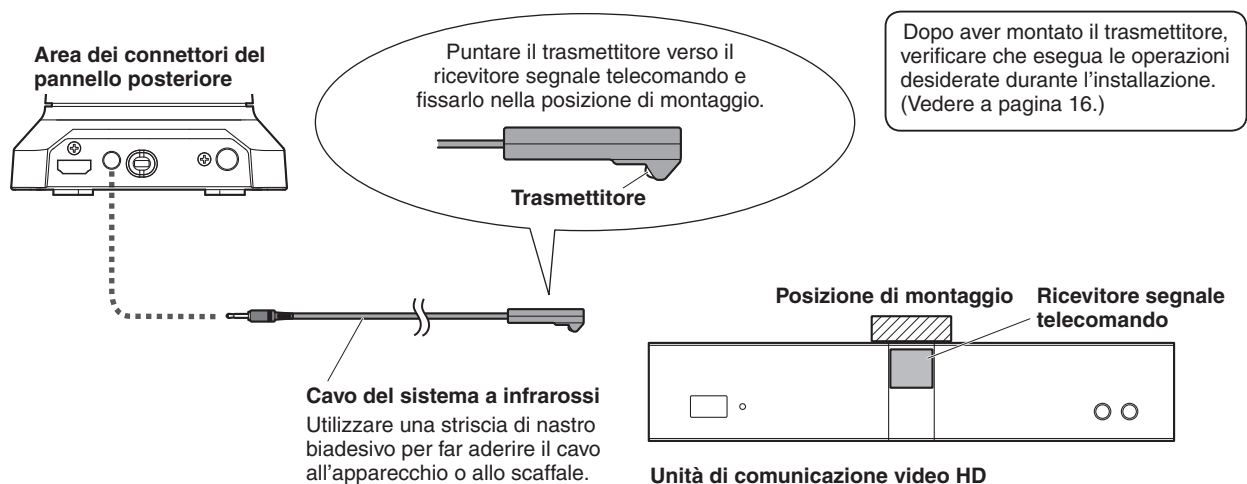 Area dei connettori del
pannello posteriore
Puntare il trasmettitore verso il
ricevitore segnale telecomando e
fissarlo nella posizione di montaggio.
Trasmettitore
Dopo aver montato il trasmettitore,
verificare che esegua le operazioni
desiderate durante l'installazione.
(Vedere a pagina 16.)
Cavo del sistema a infrarossi
Utilizzare una striscia di nastro
biadesivo per far aderire il cavo
all'apparecchio o allo scaffale.
Posizione di montaggio
Ricevitore segnale
telecomando
Unità di comunicazione video HD